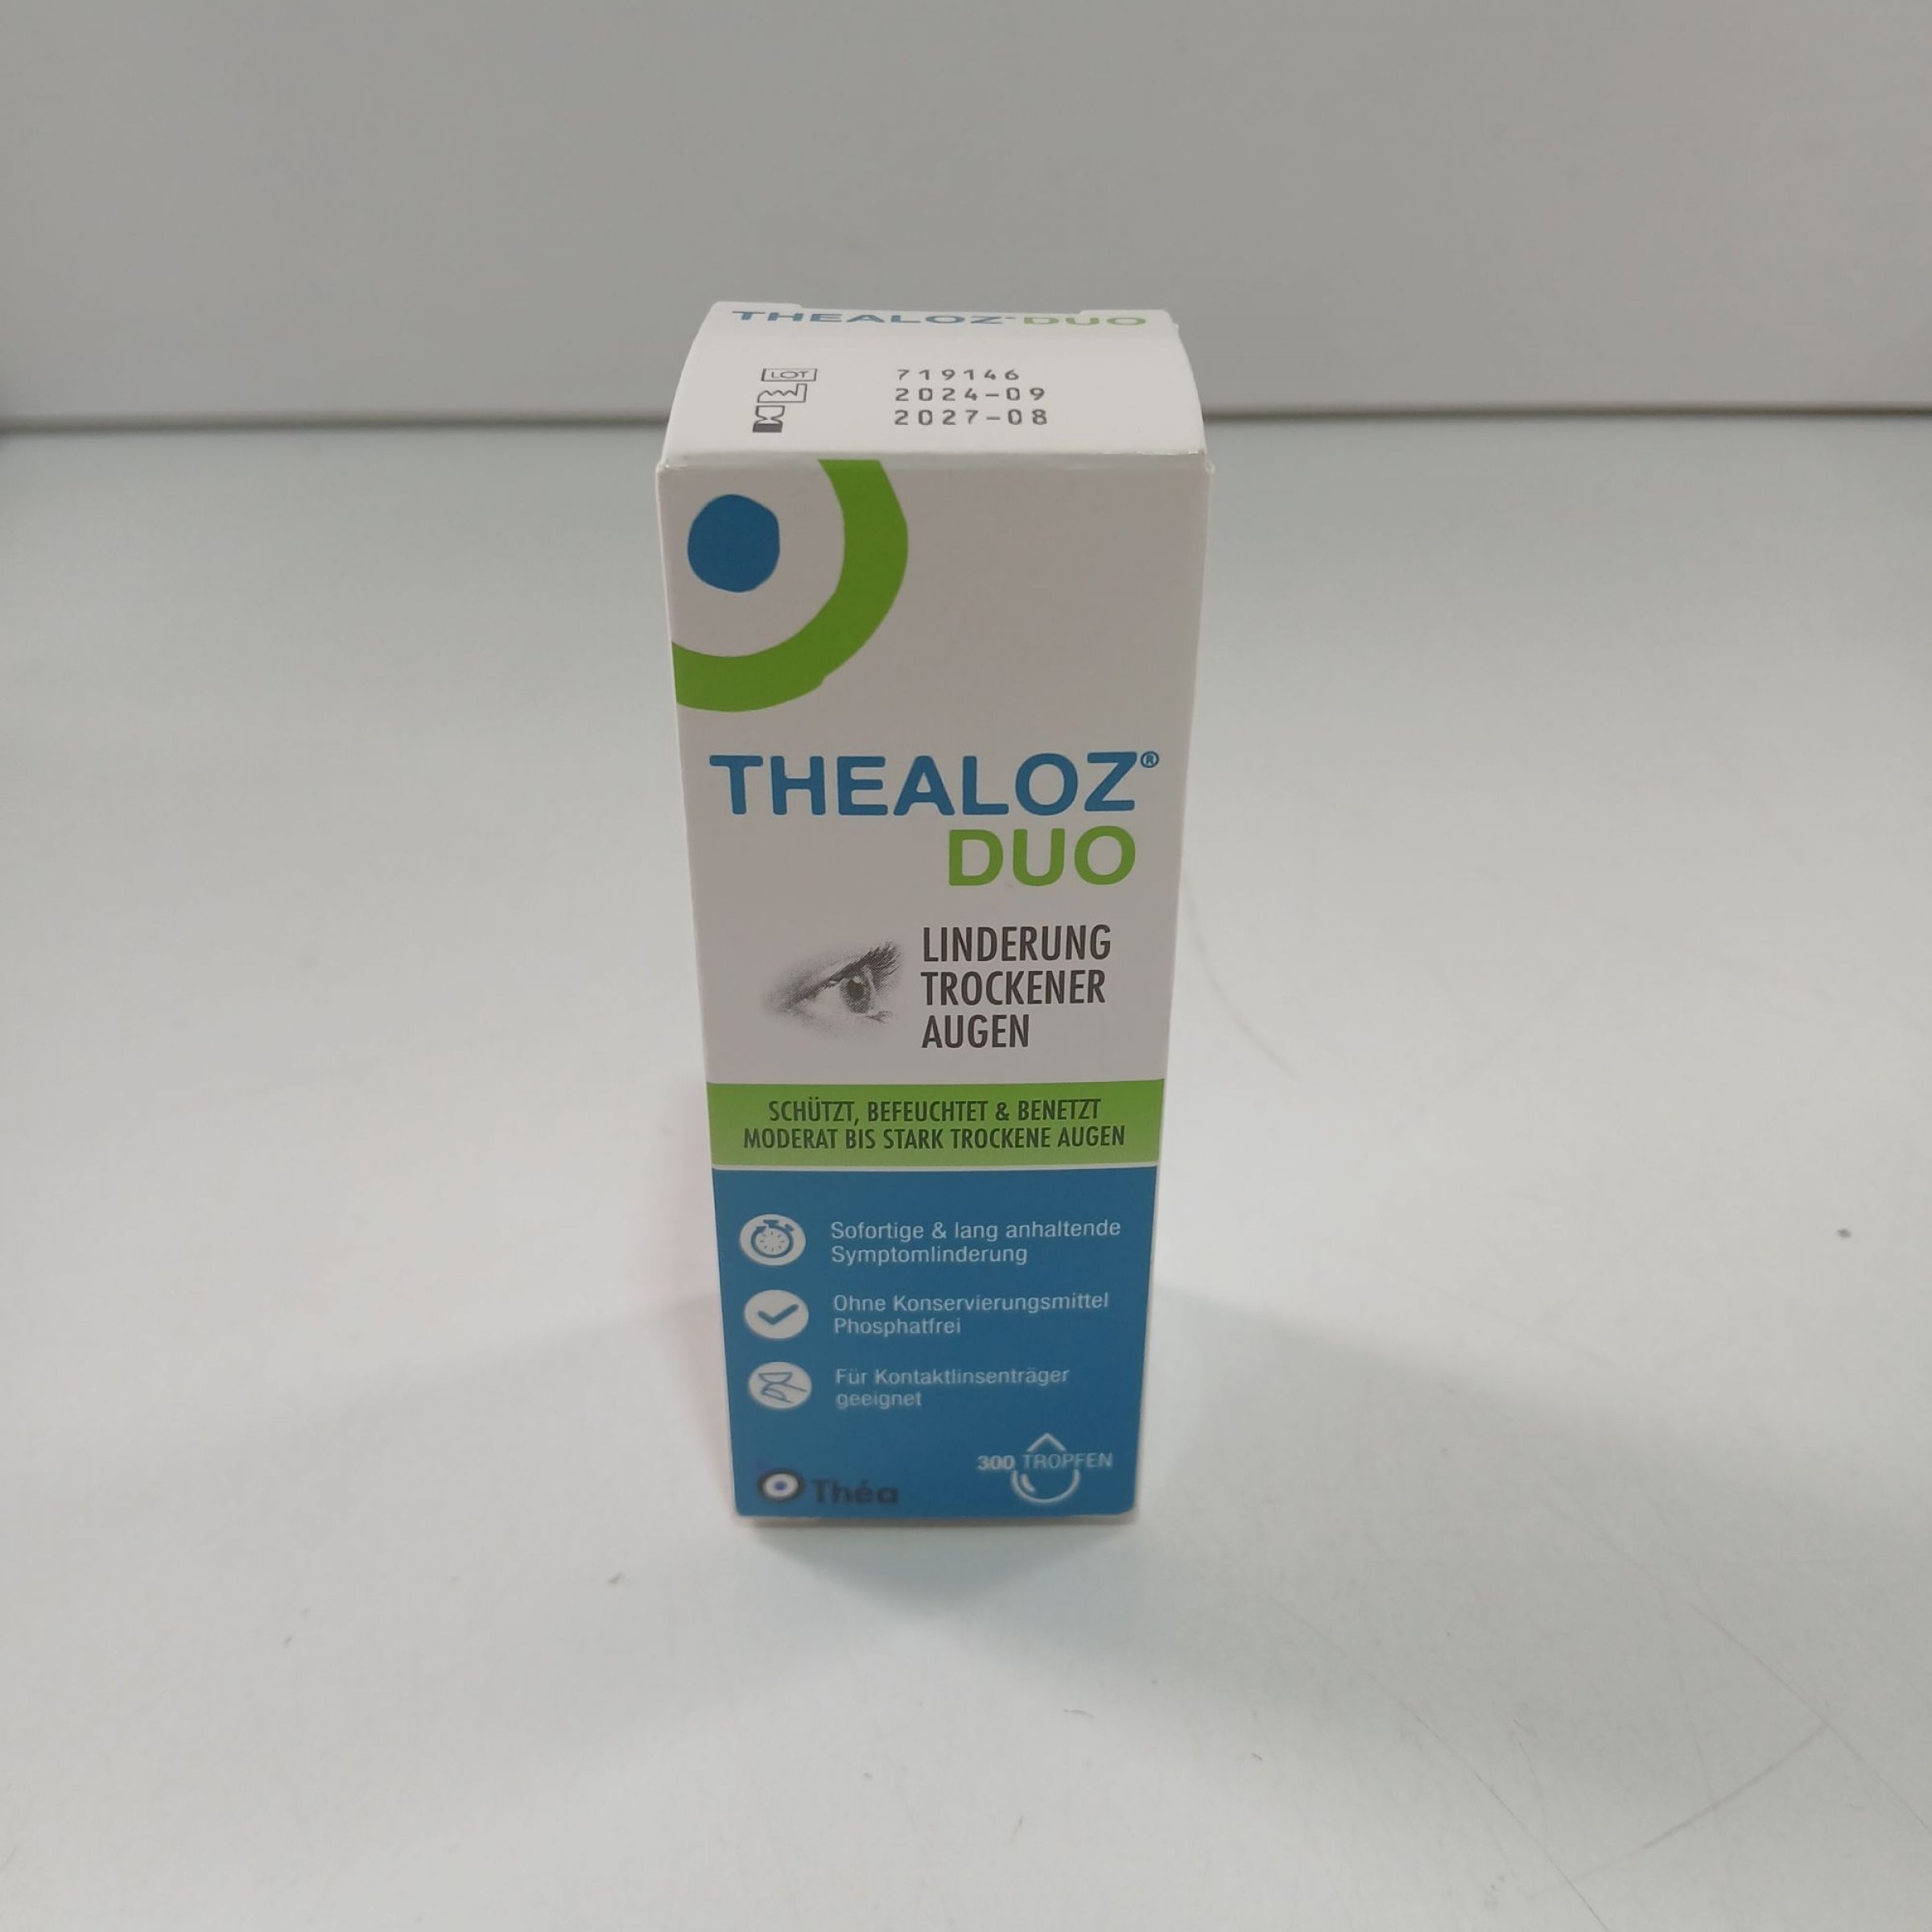 THEALOZ® DUO
LOT 719146
2024-09
2027-08
THEALOZ®
DUO
LINDERUNG
TROCKENER
AUGEN
SCHÜTZT, BEFEUCHTET & BENETZT
MODERAT BIS STARK TROCKENE AUGEN
Sofortige & lang anhaltende
Symptomlinderung
Ohne Konservierungsmittel
Phosphatfrei
Für Kontaktlinsenträger
geeignet
300 TROPFEN
Théa